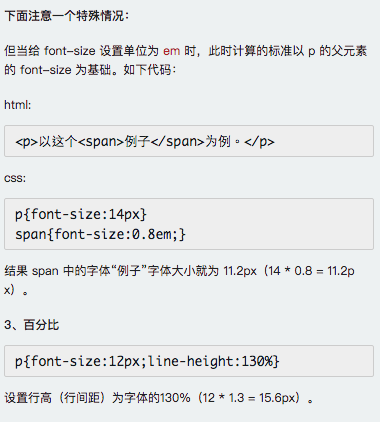 下面注意一个特殊情况：
但当给 font-size 设置单位为 em 时，此时计算的标准以 p 的父元素
的 font-size 为基础。如下代码：
html:
<p>以这个<span>例子</span>为例。</p>
css:
p{font-size:14px}
span{font-size:0.8em;}
结果 span 中的字体“例子”字体大小就为 11.2px（14 * 0.8 = 11.2p
x）。
3、百分比
p{font-size:12px;line-height:130%}
设置行高（行间距）为字体的130%（12 * 1.3 = 15.6px）。